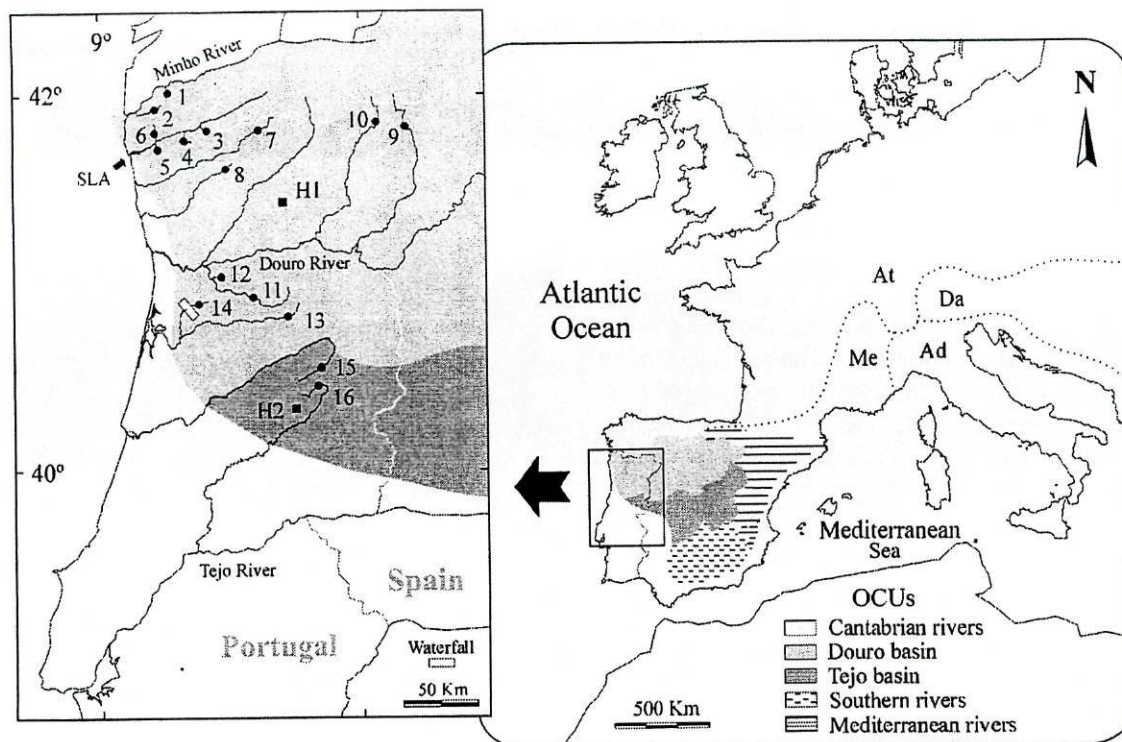 9º
42º
40º
Minho River
1
2
6
3
4
5
7
8
10
9
SLA
H1
Douro River
12
11
14
13
15
16
H2
Tejo River
Spain
Portugal
Waterfall
50 Km
N
Atlantic
Ocean
At
Da
Me
Ad
Mediterranean
Sea
OCUs
Cantabrian rivers
Douro basin
Tejo basin
Southern rivers
Mediterranean rivers
500 Km